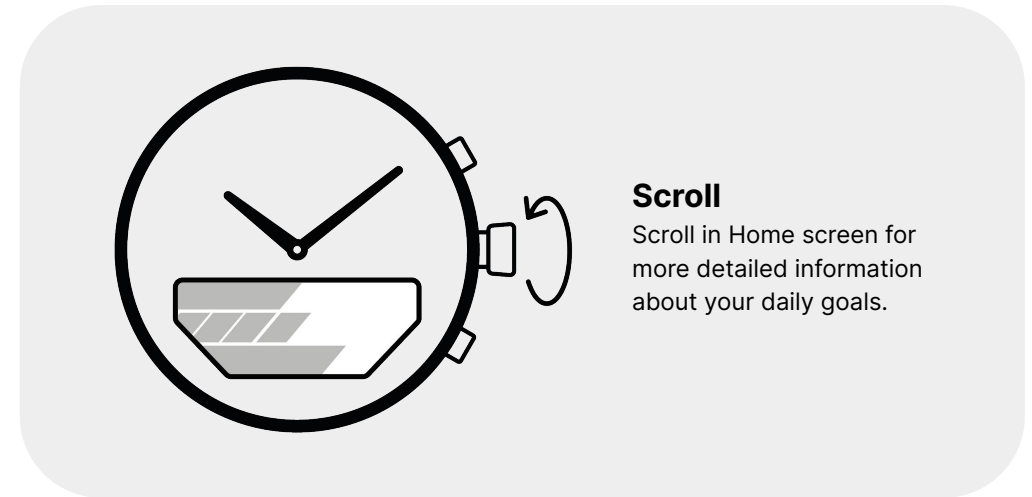 Scroll
Scroll in Home screen for
more detailed information
about your daily goals.